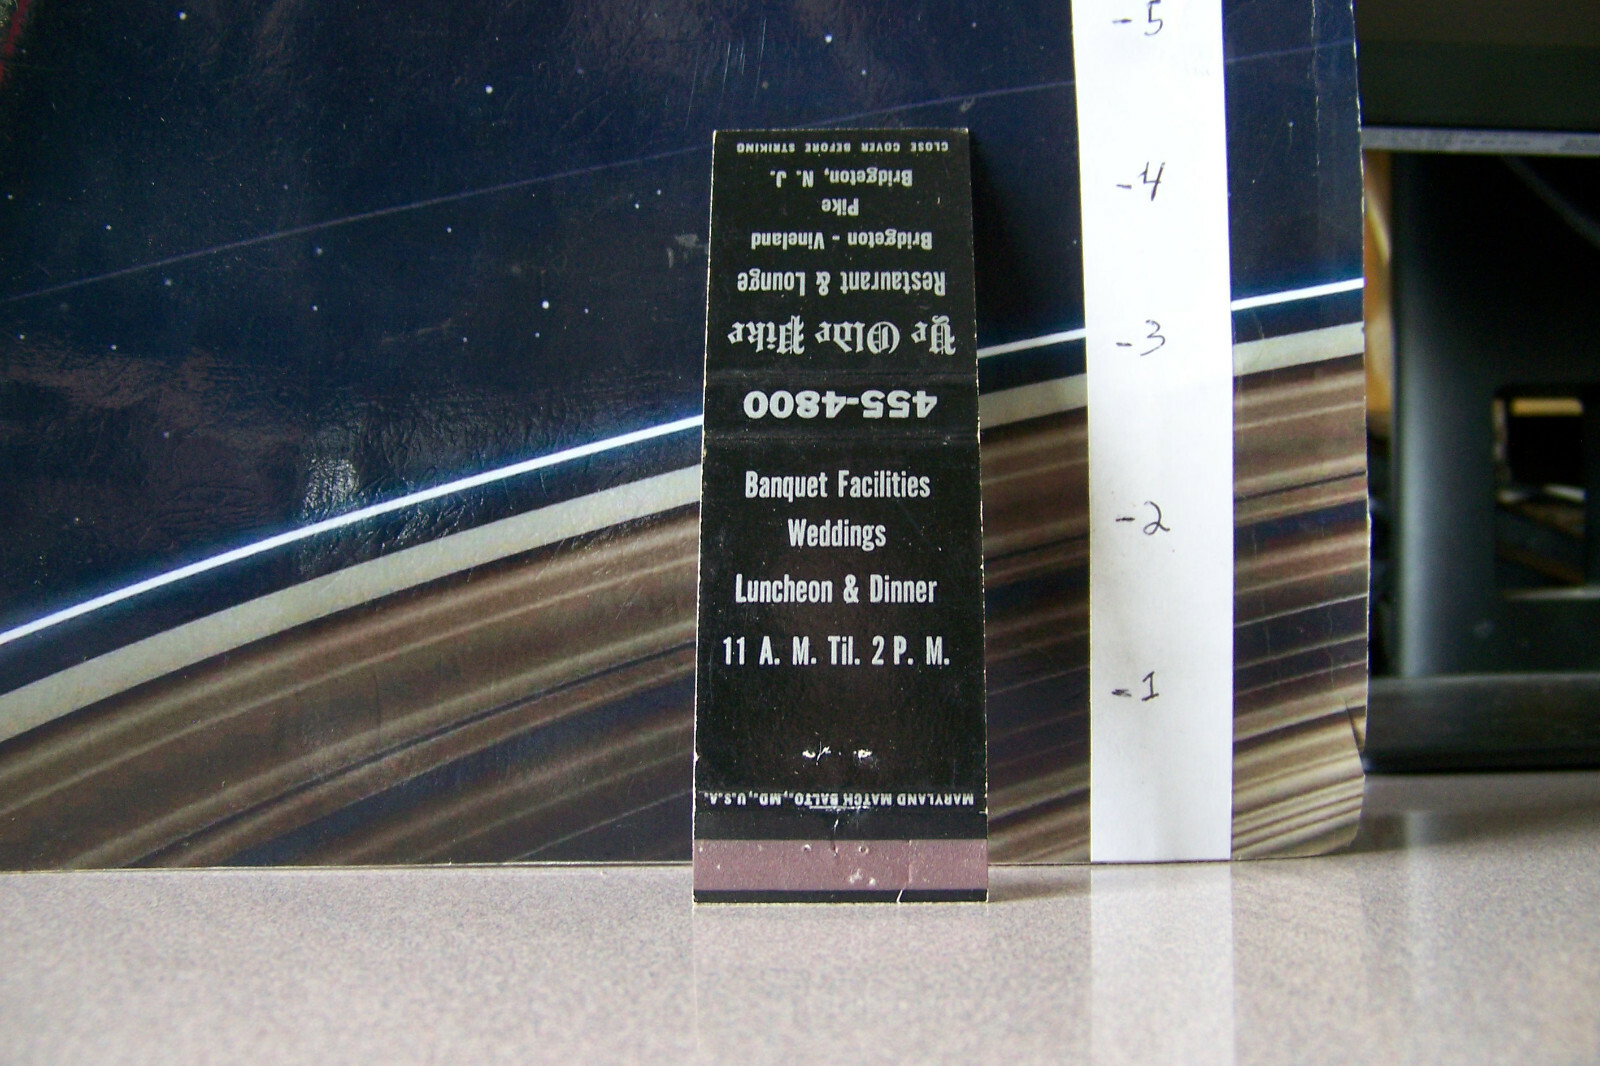 CLOSE COVER BEFORE STRIKING
Bridgeton, N. J.
Pike
Bridgeton - Vineland
Restaurant & Lounge
Ye Olde Pike
455-4800
Banquet Facilities
Weddings
Luncheon & Dinner
11 A. M. Til. 2 P. M.
MARYLAND MATCH BALTO., MD., U.S.A.
-5
-4
-3
-2
-1